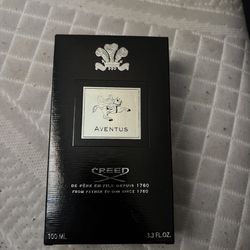 AVENTUS
CREED
DE PÈRE EN FILS DEPUIS 1760
FROM FATHER TO SON SINCE 1760
100 ML 3.3 FL.OZ.